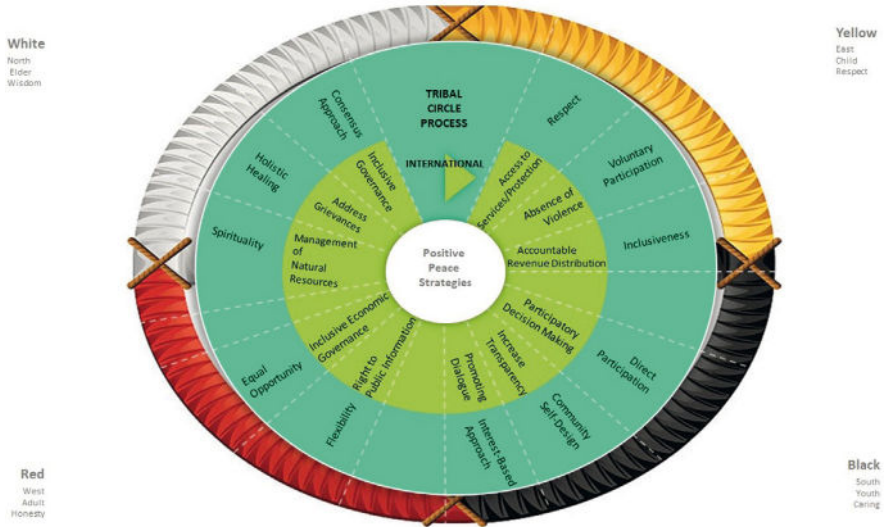 White
North
Elder
Wisdom
Yellow
East
Child
Respect
TRIBAL
CIRCLE
PROCESS
INTERNATIONAL
Respect
Voluntary
Participation
Inclusiveness
Direct
Participation
Community
Self-Design
Interest-Based
Approach
Flexibility
Equal
Opportunity
Spirituality
Holistic
Healing
Consensus
Approach
Access to
Services/Protection
Absence of
Violence
Accountable
Revenue Distribution
Participatory
Decision Making
Increase
Transparency
Promoting
Dialogue
Right to
Public Information
Inclusive Economic
Governance
Management
of
Natural
Resources
Address
Grievances
Inclusive
Governance
Positive
Peace
Strategies
Red
West
Adult
Honesty
Black
South
Youth
Caring